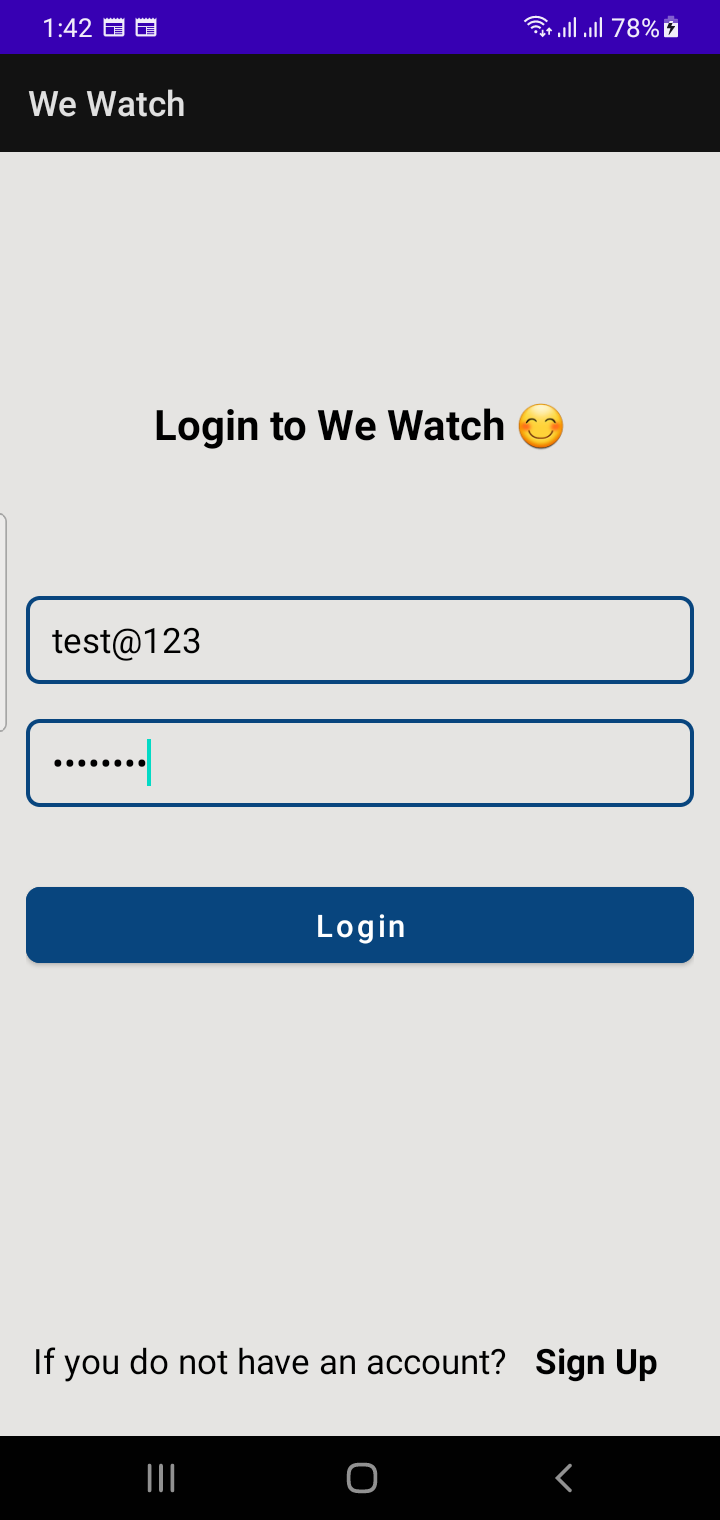 1:42 78%
We Watch
Login to We Watch 😊
test@123
••••••••
Login
If you do not have an account? Sign Up